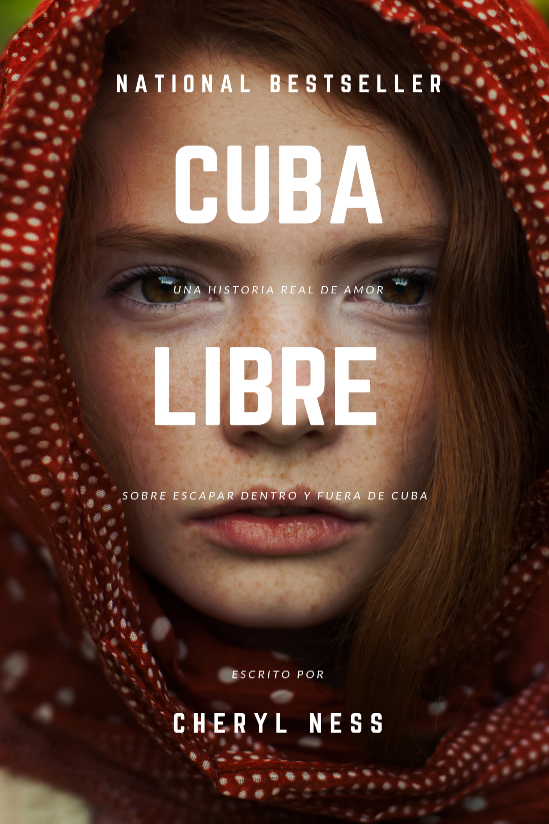 NATIONAL BESTSELLER
CUBA
UNA HISTORIA REAL DE AMOR
LIBRE
SOBRE ESCAPAR DENTRO Y FUERA DE CUBA
ESCRITO POR
CHERYL NESS